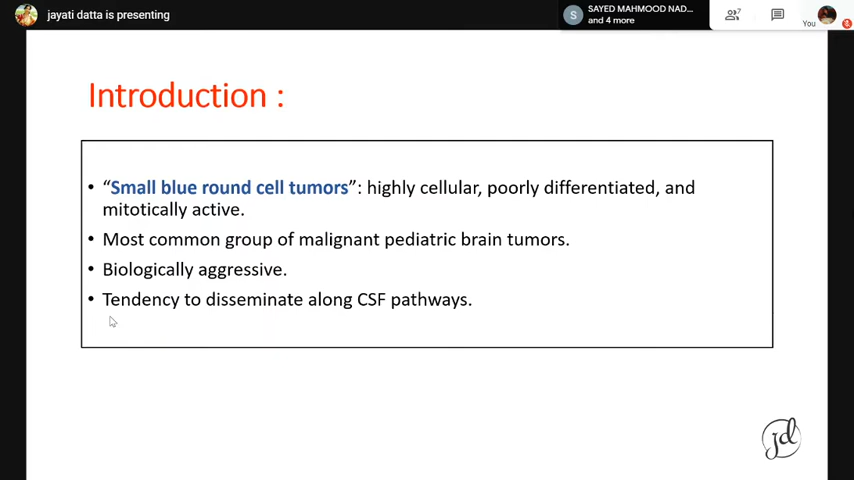 jayati datta is presenting
S
SAYED MAHMOOD NAD...
and 4 more
7
You
Introduction :
• “Small blue round cell tumors”: highly cellular, poorly differentiated, and
mitotically active.
• Most common group of malignant pediatric brain tumors.
• Biologically aggressive.
• Tendency to disseminate along CSF pathways.
jd